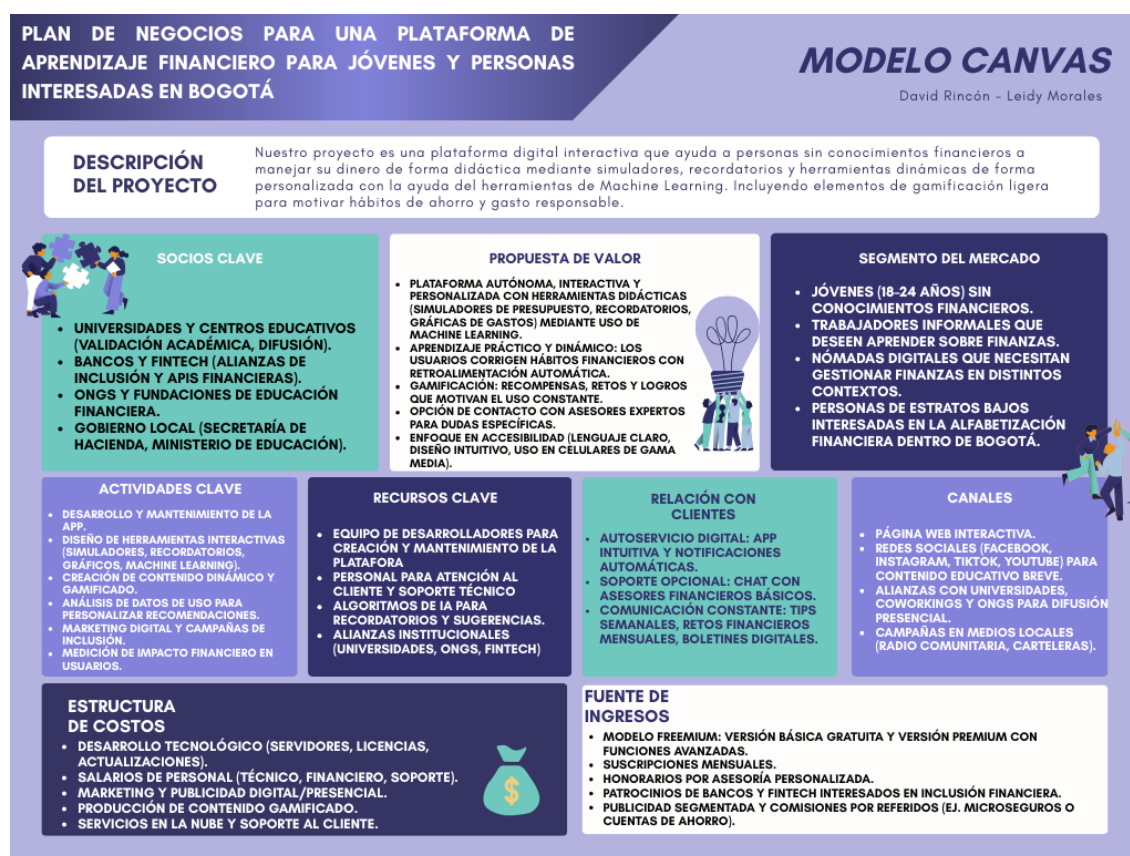 PLAN DE NEGOCIOS PARA UNA PLATAFORMA DE
APRENDIZAJE FINANCIERO PARA JÓVENES Y PERSONAS
INTERESADAS EN BOGOTÁ
MODELO CANVAS
David Rincón - Leidy Morales
DESCRIPCIÓN
DEL PROYECTO
Nuestro proyecto es una plataforma digital interactiva que ayuda a personas sin conocimientos financieros a
manejar su dinero de forma didáctica mediante simuladores, recordatorios y herramientas dinámicas de forma
personalizada con la ayuda del herramientas de Machine Learning. Incluyendo elementos de gamificación ligera
para motivar hábitos de ahorro y gasto responsable.
SOCIOS CLAVE
• UNIVERSIDADES Y CENTROS EDUCATIVOS
(VALIDACIÓN ACADÉMICA, DIFUSIÓN).
• BANCOS Y FINTECH (ALIANZAS DE
INCLUSIÓN Y APIS FINANCIERAS).
• ONGS Y FUNDACIONES DE EDUCACIÓN
FINANCIERA.
• GOBIERNO LOCAL (SECRETARÍA DE
HACIENDA, MINISTERIO DE EDUCACIÓN).
PROPUESTA DE VALOR
• PLATAFORMA AUTÓNOMA, INTERACTIVA Y
PERSONALIZADA CON HERRAMIENTAS DIDÁCTICAS
(SIMULADORES DE PRESUPUESTO, RECORDATORIOS,
GRÁFICAS DE GASTOS) MEDIANTE USO DE
MACHINE LEARNING.
• APRENDIZAJE PRÁCTICO Y DINÁMICO: LOS
USUARIOS CORRIGEN HÁBITOS FINANCIEROS CON
RETROALIMENTACIÓN AUTOMÁTICA.
• GAMIFICACIÓN: RECOMPENSAS, RETOS Y LOGROS
QUE MOTIVAN EL USO CONSTANTE.
• OPCIÓN DE CONTACTO CON ASESORES EXPERTOS
PARA DUDAS ESPECÍFICAS.
• ENFOQUE EN ACCESIBILIDAD (LENGUAJE CLARO,
DISEÑO INTUITIVO, USO EN CELULARES DE GAMA
MEDIA).
SEGMENTO DEL MERCADO
• JÓVENES (18-24 AÑOS) SIN
CONOCIMIENTOS FINANCIEROS.
• TRABAJADORES INFORMALES QUE
DESEEN APRENDER SOBRE FINANZAS.
• NÓMADAS DIGITALES QUE NECESITAN
GESTIONAR FINANZAS EN DISTINTOS
CONTEXTOS.
• PERSONAS DE ESTRATOS BAJOS
INTERESADAS EN LA ALFABETIZACIÓN
FINANCIERA DENTRO DE BOGOTÁ.
ACTIVIDADES CLAVE
• DESARROLLO Y MANTENIMIENTO DE LA
APP.
• DISEÑO DE HERRAMIENTAS INTERACTIVAS
(SIMULADORES, RECORDATORIOS,
GRÁFICOS, MACHINE LEARNING).
• CREACIÓN DE CONTENIDO DINÁMICO Y
GAMIFICADO.
• ANÁLISIS DE DATOS DE USO PARA
PERSONALIZAR RECOMENDACIONES.
• MARKETING DIGITAL Y CAMPAÑAS DE
INCLUSIÓN.
• MEDICIÓN DE IMPACTO FINANCIERO EN
USUARIOS.
RECURSOS CLAVE
• EQUIPO DE DESARROLLADORES PARA
CREACIÓN Y MANTENIMIENTO DE LA
PLATAFORA
• PERSONAL PARA ATENCIÓN AL
CLIENTE Y SOPORTE TÉCNICO
• ALGORITMOS DE IA PARA
RECORDATORIOS Y SUGERENCIAS.
• ALIANZAS INSTITUCIONALES
(UNIVERSIDADES, ONGS, FINTECH)
RELACIÓN CON
CLIENTES
• AUTOSERVICIO DIGITAL: APP
INTUITIVA Y NOTIFICACIONES
AUTOMÁTICAS.
• SOPORTE OPCIONAL: CHAT CON
ASESORES FINANCIEROS BÁSICOS.
• COMUNICACIÓN CONSTANTE: TIPS
SEMANALES, RETOS FINANCIEROS
MENSUALES, BOLETINES DIGITALES.
CANALES
• PÁGINA WEB INTERACTIVA.
• REDES SOCIALES (FACEBOOK,
INSTAGRAM, TIKTOK, YOUTUBE) PARA
CONTENIDO EDUCATIVO BREVE.
• ALIANZAS CON UNIVERSIDADES,
COWORKINGS Y ONGS PARA DIFUSIÓN
PRESENCIAL.
• CAMPAÑAS EN MEDIOS LOCALES
(RADIO COMUNITARIA, CARTELERAS).
ESTRUCTURA
DE COSTOS
• DESARROLLO TECNOLÓGICO (SERVIDORES, LICENCIAS,
ACTUALIZACIONES).
• SALARIOS DE PERSONAL (TÉCNICO, FINANCIERO, SOPORTE).
• MARKETING Y PUBLICIDAD DIGITAL/PRESENCIAL.
• PRODUCCIÓN DE CONTENIDO GAMIFICADO.
• SERVICIOS EN LA NUBE Y SOPORTE AL CLIENTE.
$
FUENTE DE
INGRESOS
• MODELO FREEMIUM: VERSIÓN BÁSICA GRATUITA Y VERSIÓN PREMIUM CON
FUNCIONES AVANZADAS.
• SUSCRIPCIONES MENSUALES.
• HONORARIOS POR ASESORÍA PERSONALIZADA.
• PATROCINIOS DE BANCOS Y FINTECH INTERESADOS EN INCLUSIÓN FINANCIERA.
• PUBLICIDAD SEGMENTADA Y COMISIONES POR REFERIDOS (EJ. MICROSEGUROS O
CUENTAS DE AHORRO).